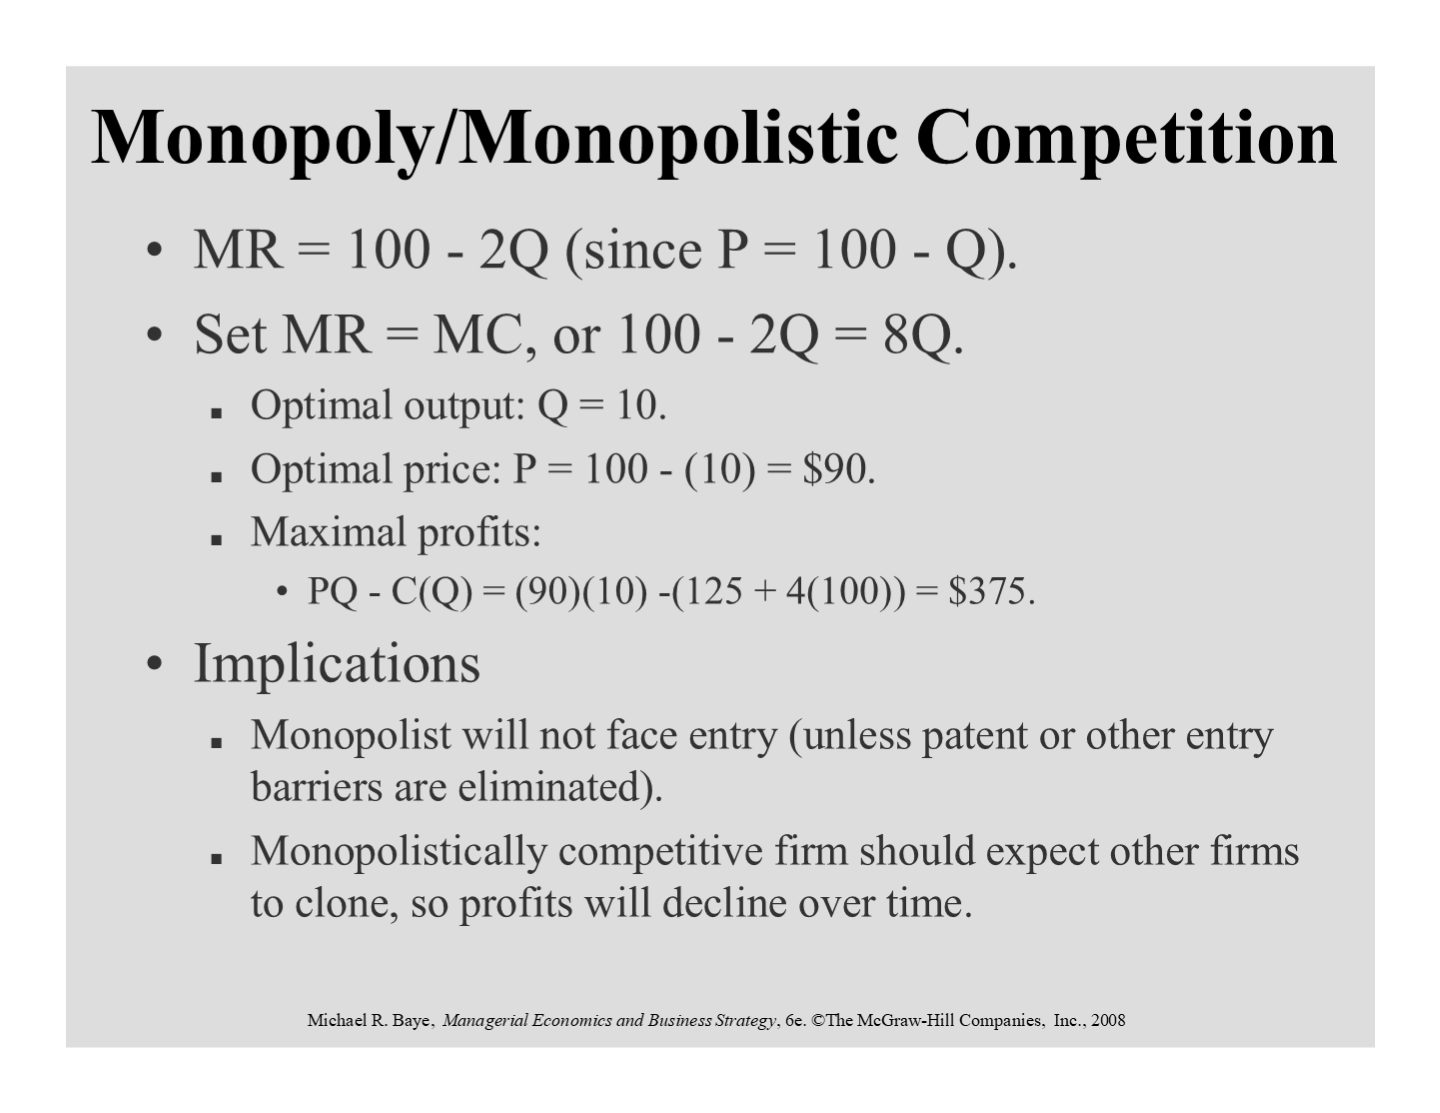 Monopoly/Monopolistic Competition
• MR = 100 - 2Q (since P = 100 - Q).
• Set MR = MC, or 100 - 2Q = 8Q.
▪ Optimal output: Q = 10.
▪ Optimal price: P = 100 - (10) = $90.
▪ Maximal profits:
• PQ - C(Q) = (90)(10) -(125 + 4(100)) = $375.
• Implications
▪ Monopolist will not face entry (unless patent or other entry
barriers are eliminated).
▪ Monopolistically competitive firm should expect other firms
to clone, so profits will decline over time.
Michael R. Baye, Managerial Economics and Business Strategy, 6e. ©The McGraw-Hill Companies, Inc., 2008